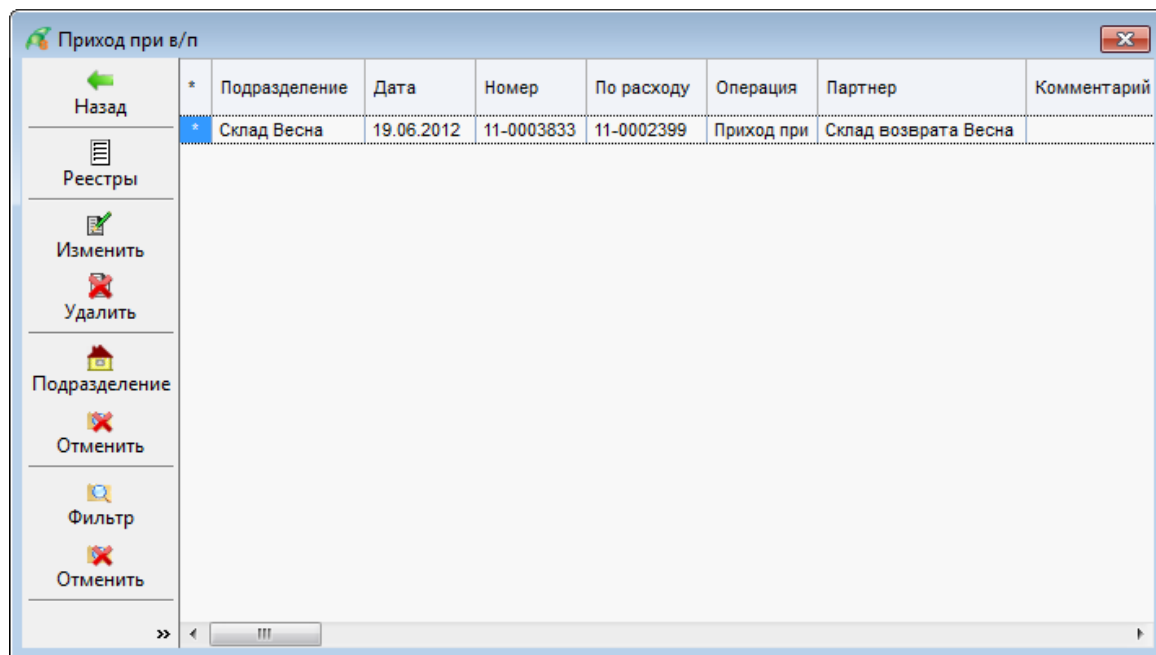 Приход при в/п
Назад
Реестры
Изменить
Удалить
Подразделение
Отменить
Фильтр
Отменить
»
* Подразделение Дата Номер По расходу Операция Партнер Комментарий
* Склад Весна 19.06.2012 11-0003833 11-0002399 Приход при Склад возврата Весна